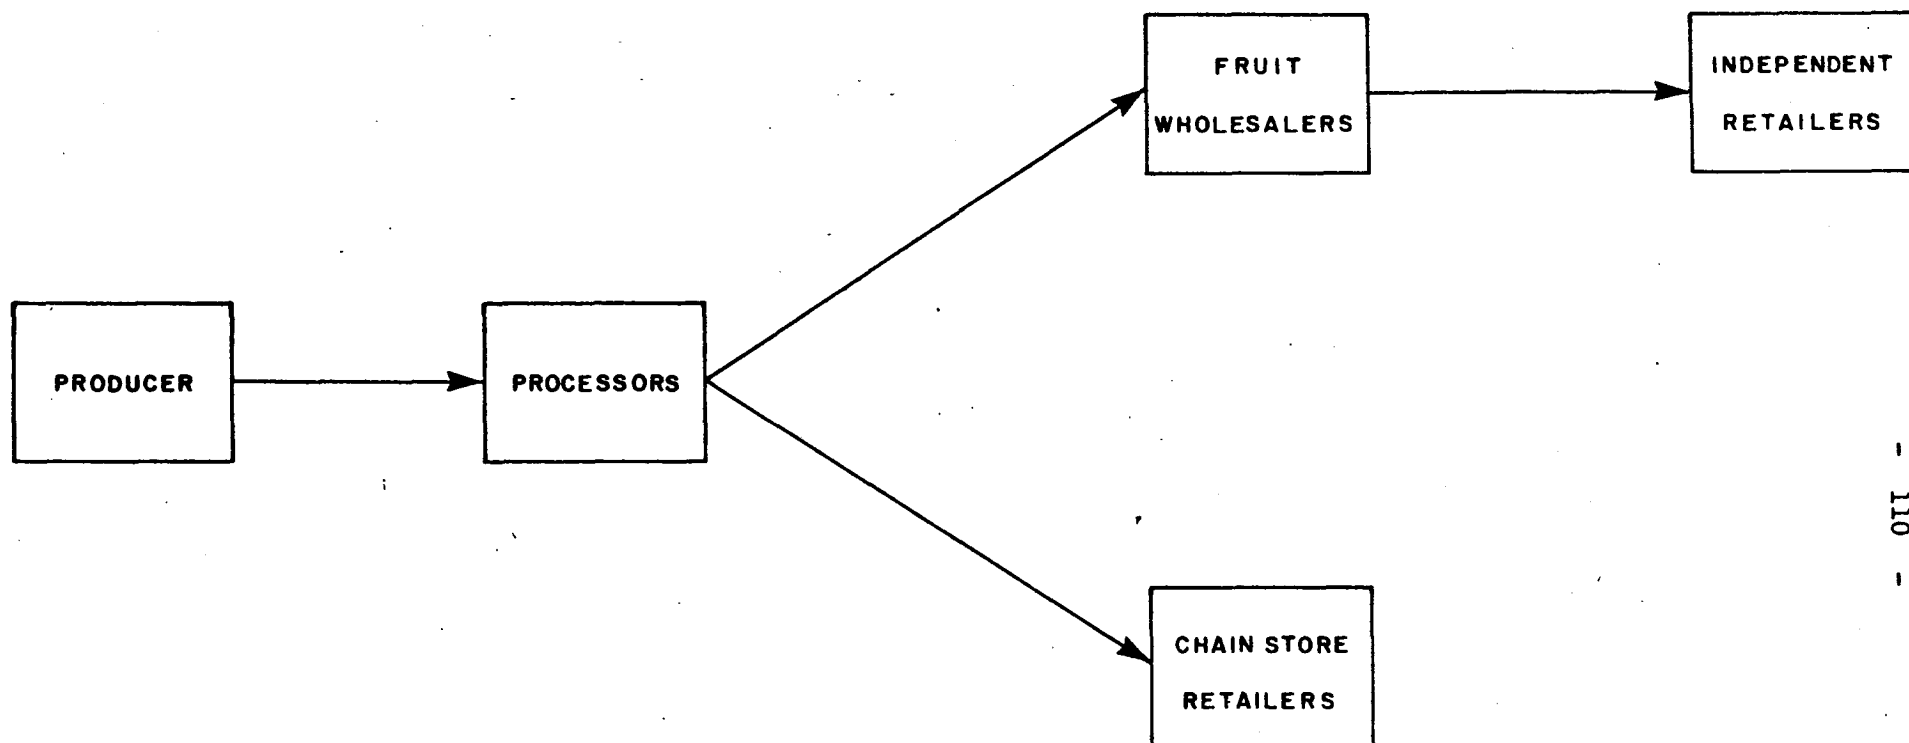 PRODUCER
PROCESSORS
FRUIT
WHOLESALERS
INDEPENDENT
RETAILERS
CHAIN STORE
RETAILERS
- 110 -